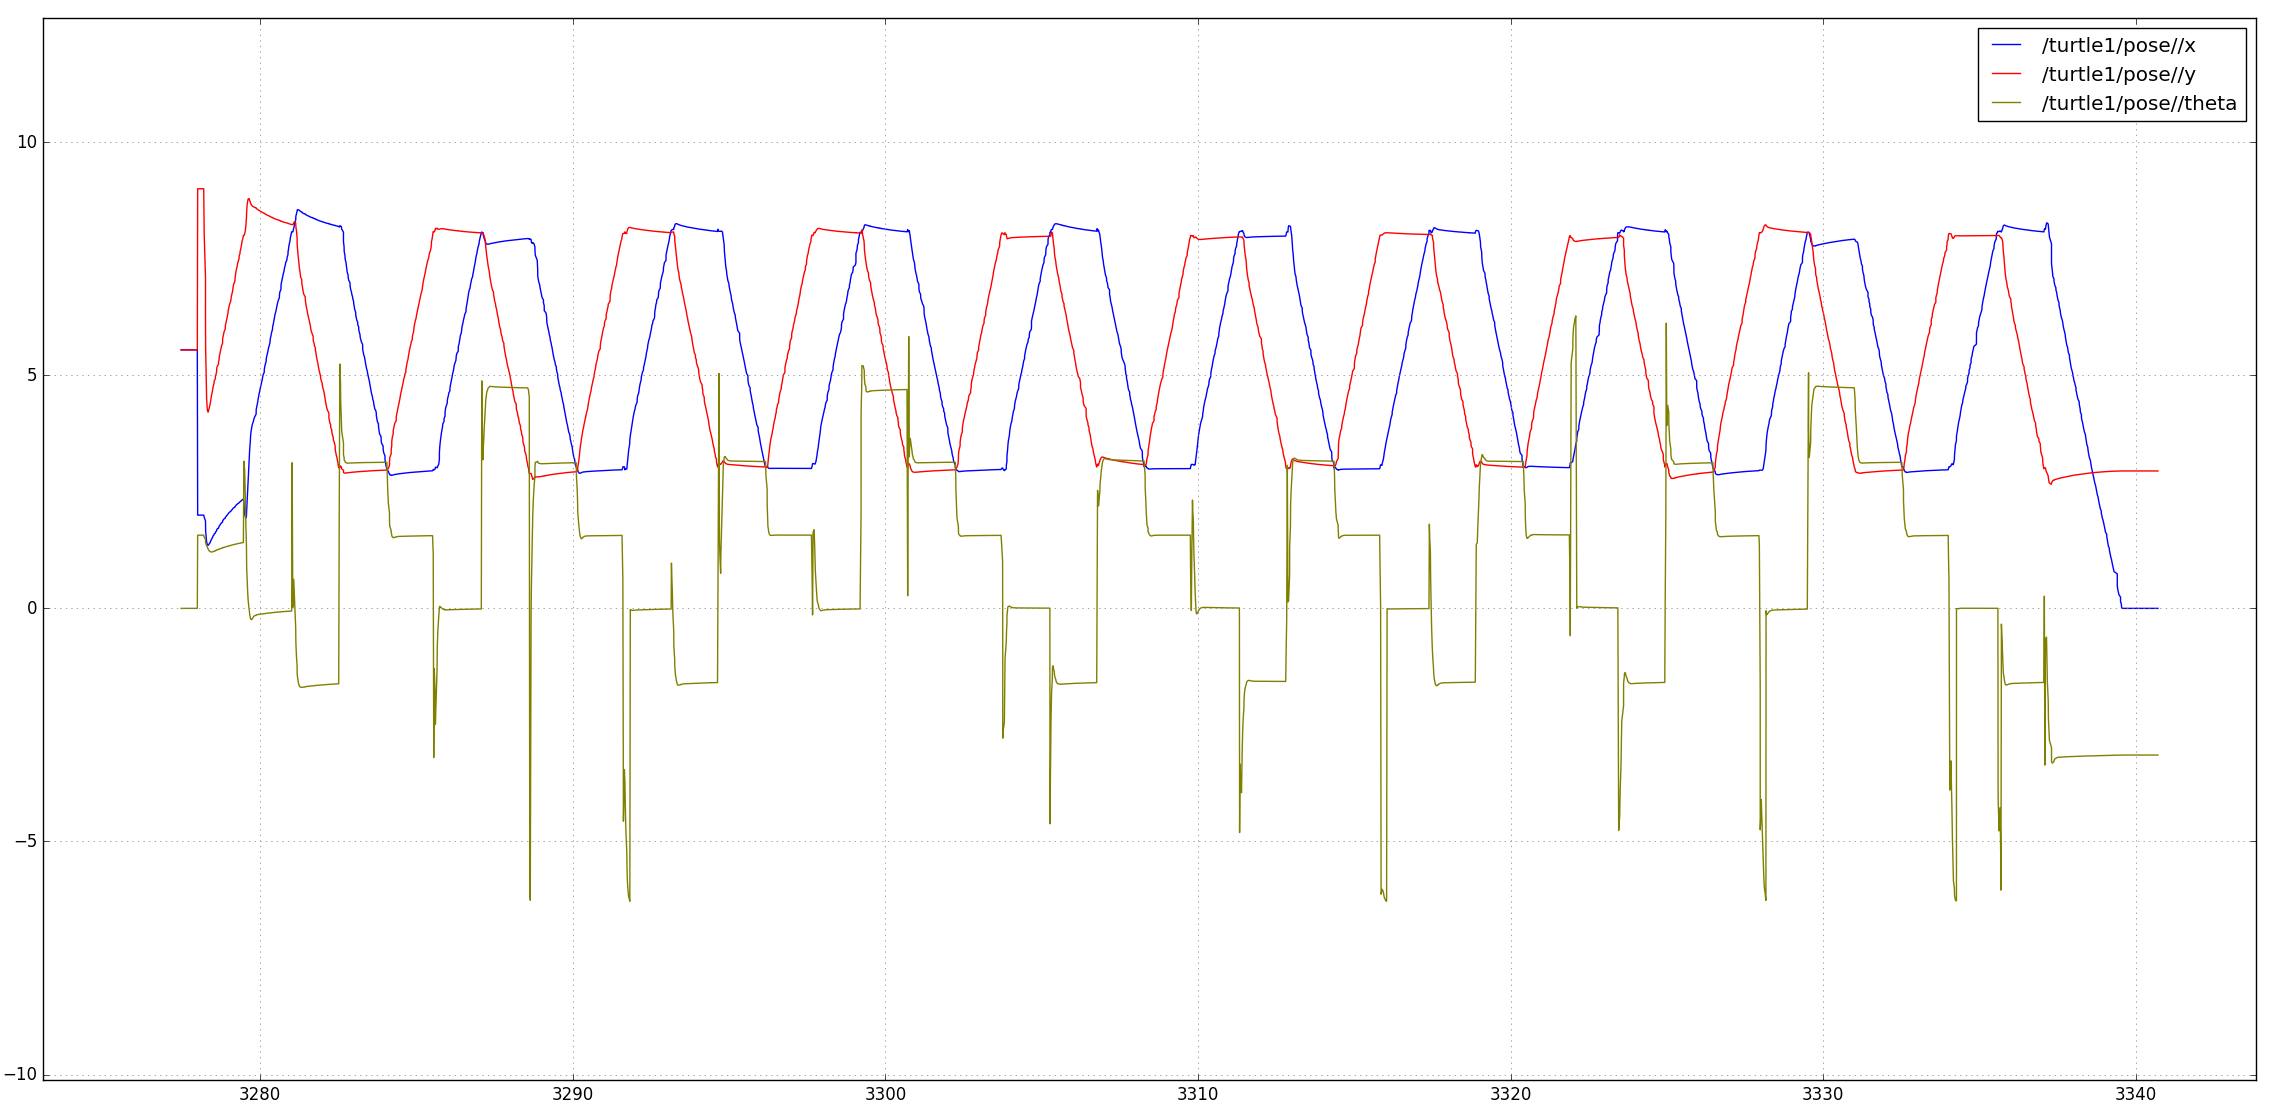 /turtle1/pose//x
/turtle1/pose//y
/turtle1/pose//theta
10
5
0
−5
−10
3280 3290 3300 3310 3320 3330 3340